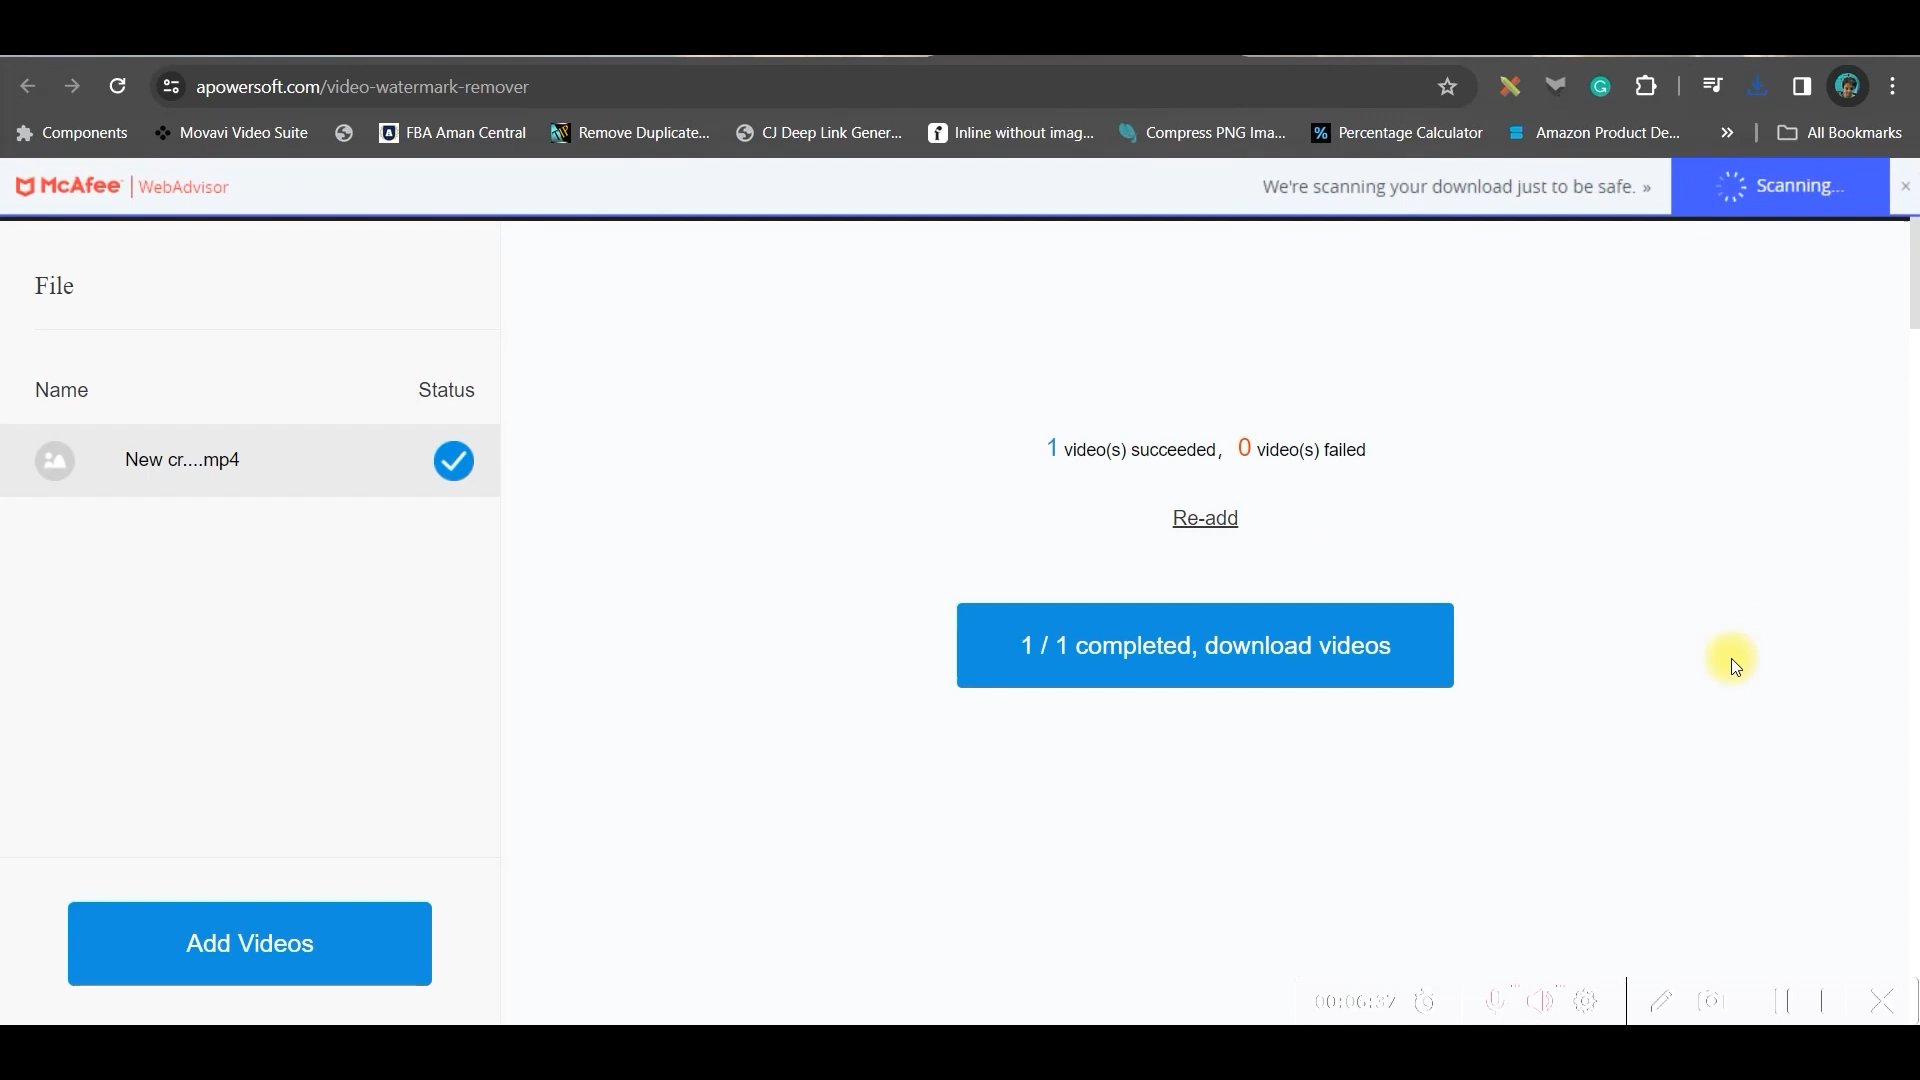 apowersoft.com/video-watermark-remover
Components Movavi Video Suite FBA Aman Central Remove Duplicate... CJ Deep Link Gener... Inline without imag... Compress PNG Ima... Percentage Calculator Amazon Product De... » All Bookmarks
McAfee | WebAdvisor We're scanning your download just to be safe. » Scanning... ×
File
Name Status
New cr....mp4
1 video(s) succeeded, 0 video(s) failed
Re-add
1 / 1 completed, download videos
Add Videos
00:06:37